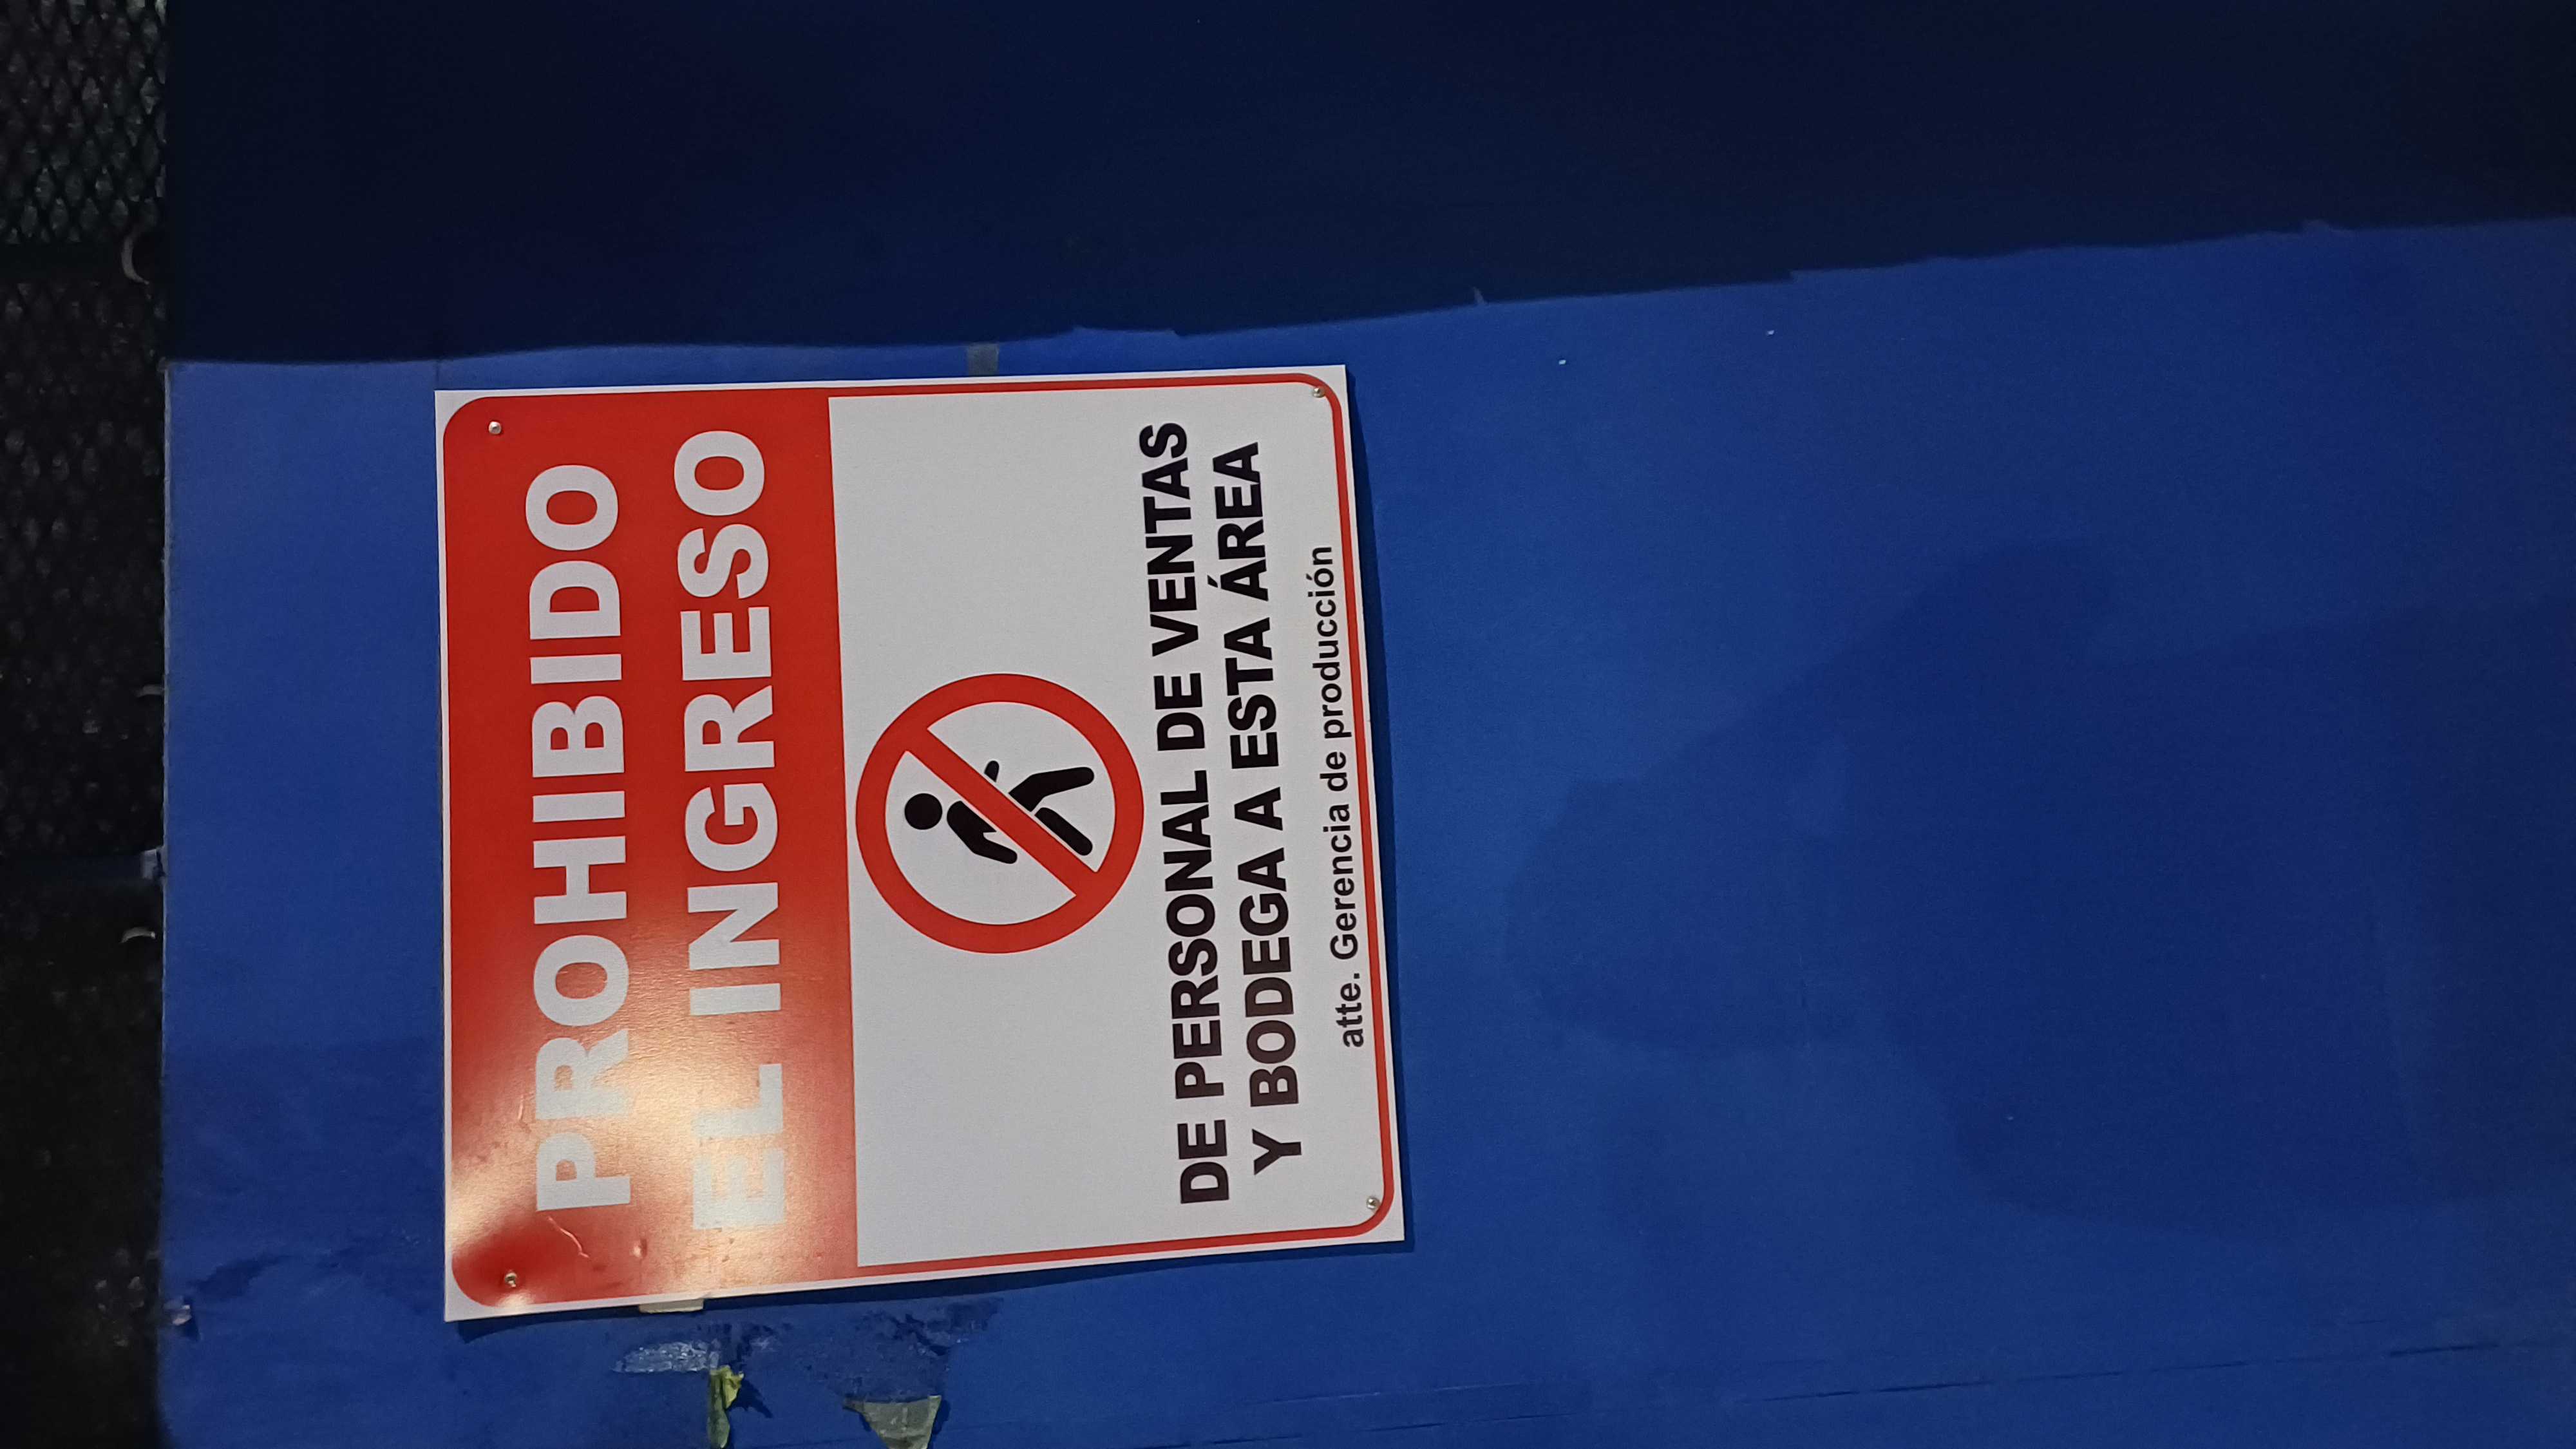 PROHIBIDO
EL INGRESO
DE PERSONAL DE VENTAS
Y BODEGA A ESTA ÁREA
atte. Gerencia de producción